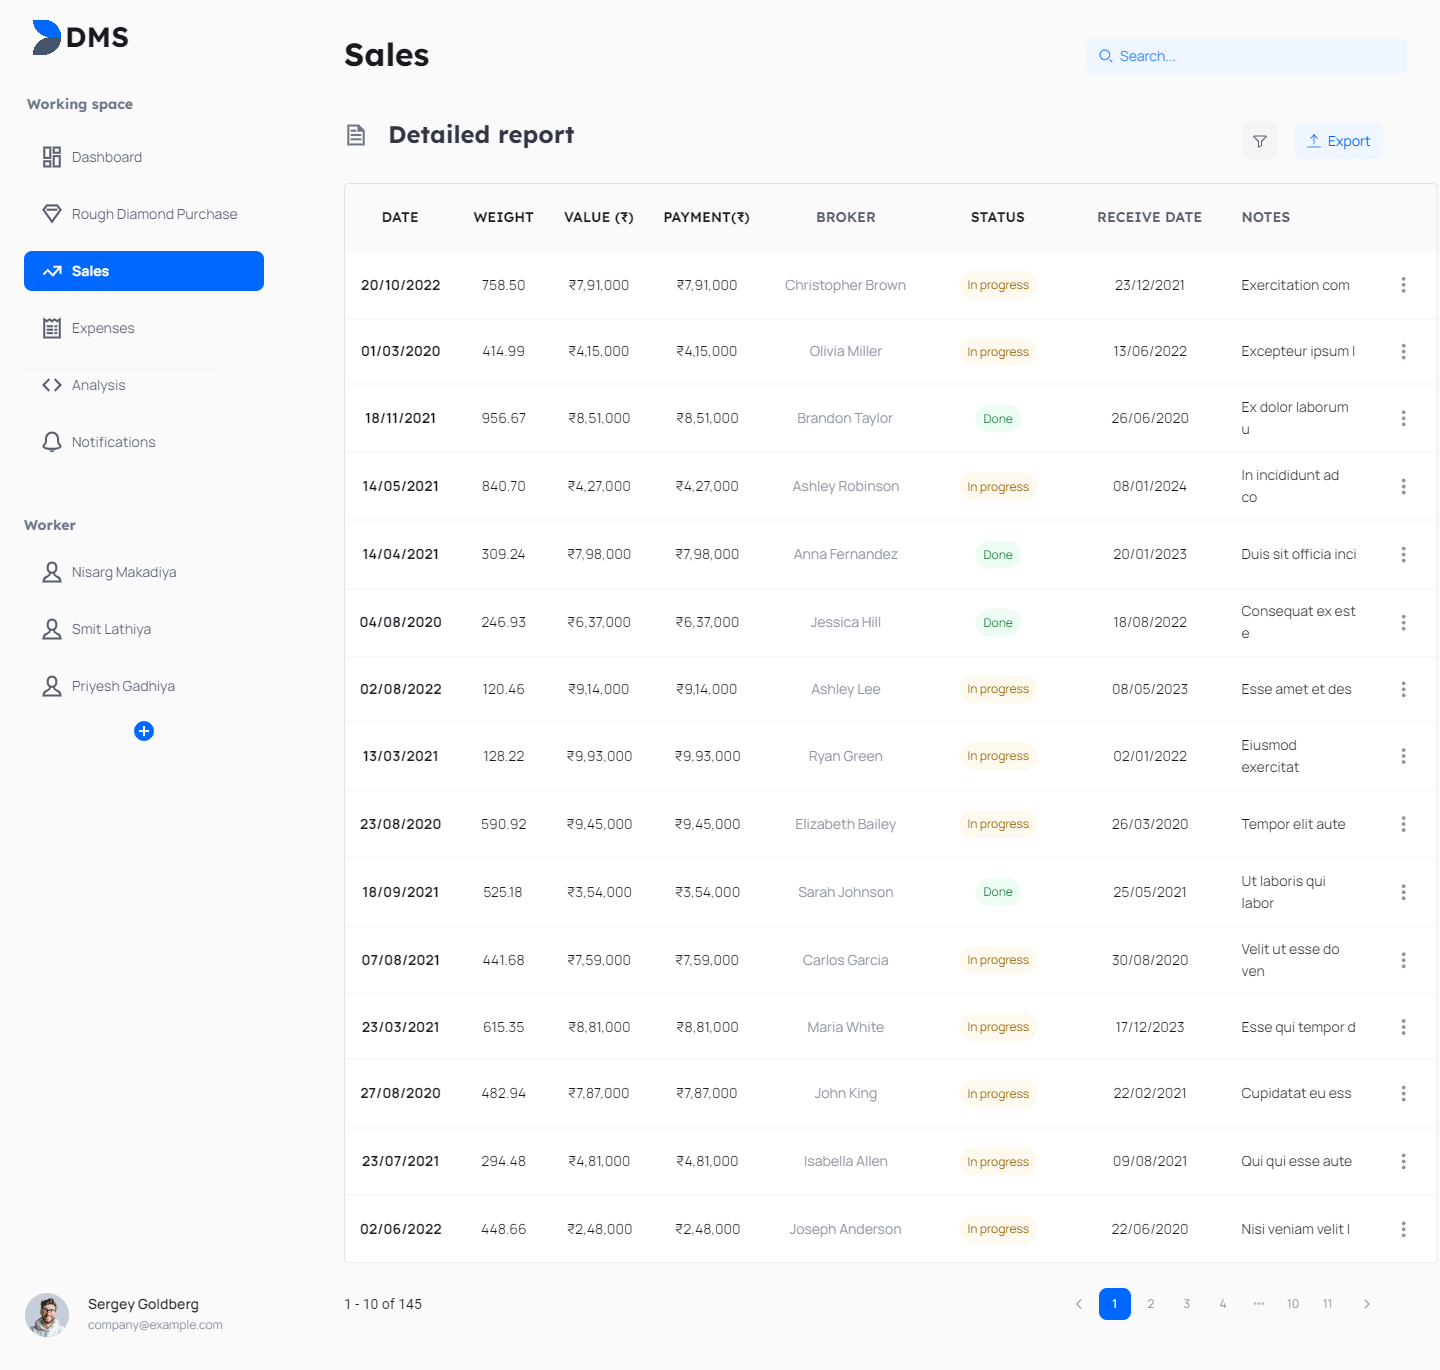 DMS
Working space
Dashboard
Rough Diamond Purchase
Sales
Expenses
Analysis
Notifications
Worker
Nisarg Makadiya
Smit Lathiya
Priyesh Gadhiya
Sergey Goldberg
company@example.com
Sales
Search...
Detailed report
Export
DATE WEIGHT VALUE (₹) PAYMENT(₹) BROKER STATUS RECEIVE DATE NOTES
20/10/2022 758.50 ₹7,91,000 ₹7,91,000 Christopher Brown In progress 23/12/2021 Exercitation com
01/03/2020 414.99 ₹4,15,000 ₹4,15,000 Olivia Miller In progress 13/06/2022 Excepteur ipsum l
18/11/2021 956.67 ₹8,51,000 ₹8,51,000 Brandon Taylor Done 26/06/2020 Ex dolor laborum
u
14/05/2021 840.70 ₹4,27,000 ₹4,27,000 Ashley Robinson In progress 08/01/2024 In incididunt ad
co
14/04/2021 309.24 ₹7,98,000 ₹7,98,000 Anna Fernandez Done 20/01/2023 Duis sit officia inci
04/08/2020 246.93 ₹6,37,000 ₹6,37,000 Jessica Hill Done 18/08/2022 Consequat ex est
e
02/08/2022 120.46 ₹9,14,000 ₹9,14,000 Ashley Lee In progress 08/05/2023 Esse amet et des
13/03/2021 128.22 ₹9,93,000 ₹9,93,000 Ryan Green In progress 02/01/2022 Eiusmod
exercitat
23/08/2020 590.92 ₹9,45,000 ₹9,45,000 Elizabeth Bailey In progress 26/03/2020 Tempor elit aute
18/09/2021 525.18 ₹3,54,000 ₹3,54,000 Sarah Johnson Done 25/05/2021 Ut laboris qui
labor
07/08/2021 441.68 ₹7,59,000 ₹7,59,000 Carlos Garcia In progress 30/08/2020 Velit ut esse do
ven
23/03/2021 615.35 ₹8,81,000 ₹8,81,000 Maria White In progress 17/12/2023 Esse qui tempor d
27/08/2020 482.94 ₹7,87,000 ₹7,87,000 John King In progress 22/02/2021 Cupidatat eu ess
23/07/2021 294.48 ₹4,81,000 ₹4,81,000 Isabella Allen In progress 09/08/2021 Qui qui esse aute
02/06/2022 448.66 ₹2,48,000 ₹2,48,000 Joseph Anderson In progress 22/06/2020 Nisi veniam velit l
1 - 10 of 145
1 2 3 4 ••• 10 11